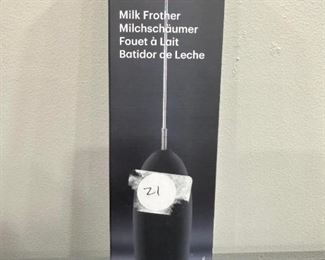 Milk Frother
Milchschäumer
Fouet à Lait
Batidor de Leche
21